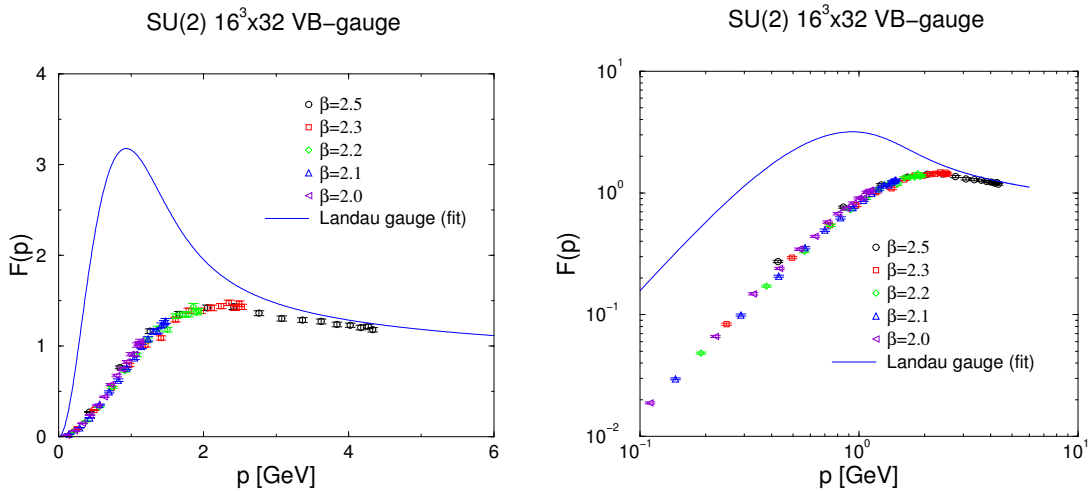 SU(2) 16³x32 VB−gauge
4
3
2
1
0
F(p)
β=2.5
β=2.3
β=2.2
β=2.1
β=2.0
Landau gauge (fit)
0 2 4 6
p [GeV]
SU(2) 16³x32 VB−gauge
10¹
10⁰
10⁻¹
10⁻²
F(p)
β=2.5
β=2.3
β=2.2
β=2.1
β=2.0
Landau gauge (fit)
10⁻¹ 10⁰ 10¹
p [GeV]